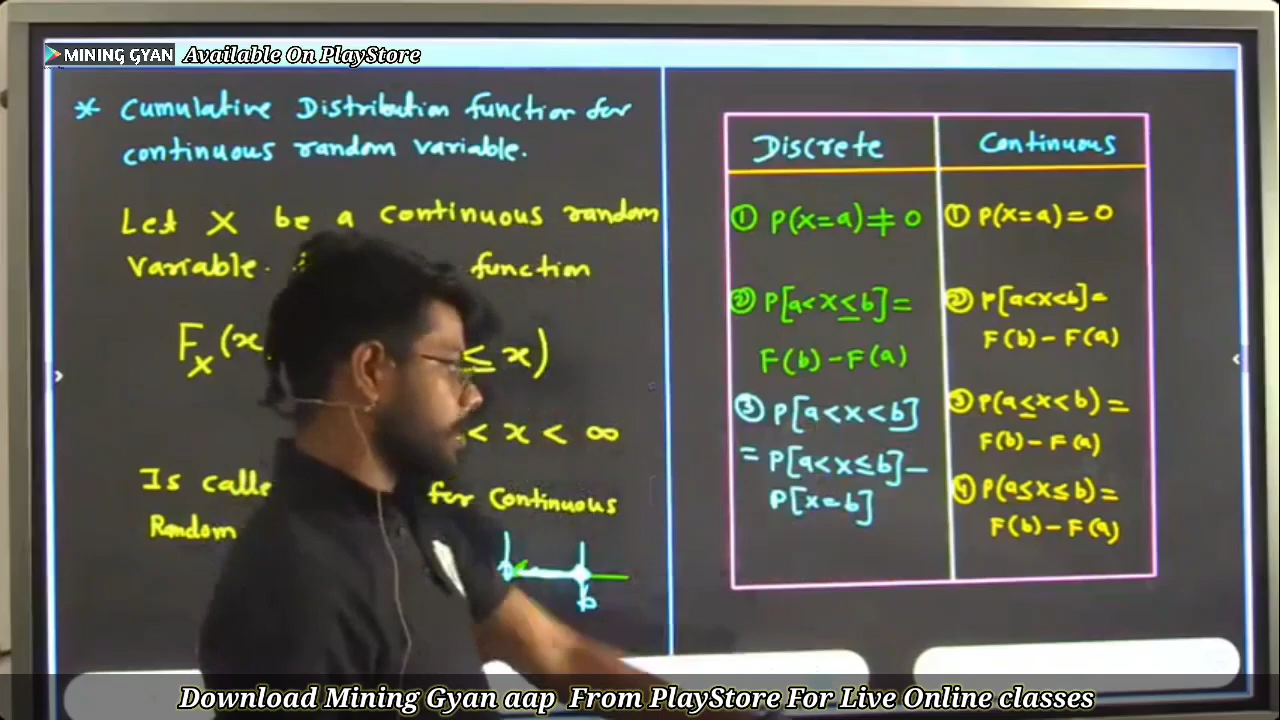 MINING GYAN Available On PlayStore
* Cumulative Distribution function for
continuous random variable.
Let X be a continuous random
variable. function
Fx(x ≤ x)
< x < ∞
Is calle for Continuous
Random
b
Discrete
① P(x=a) ≠ 0
② P[a<x≤b] =
F(b) - F(a)
③ P[a<x<b]
= P[a<x≤b] -
P[x=b]
Continuous
① P(x=a) = 0
② P[a<x<b] =
F(b) - F(a)
③ P(a≤x<b) =
F(b) - F(a)
④ P(a≤x≤b) =
F(b) - F(a)
Download Mining Gyan aap From PlayStore For Live Online classes